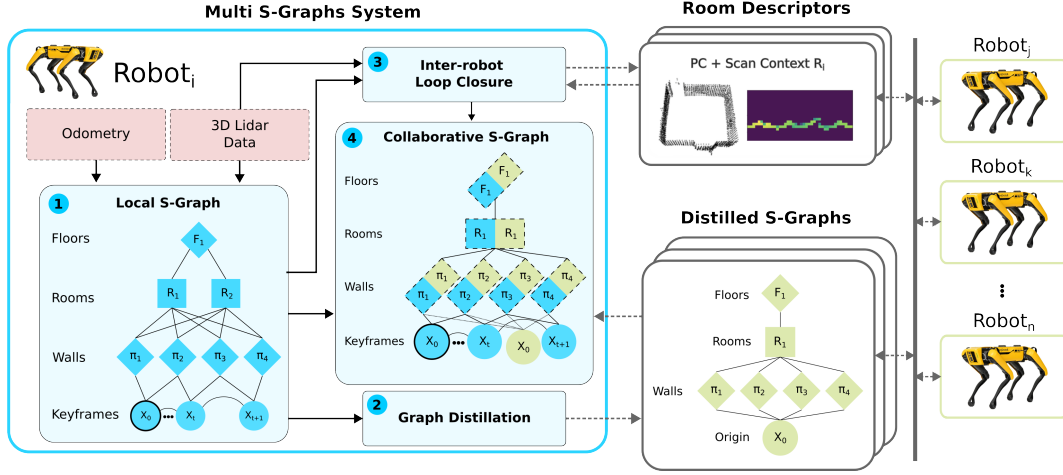 Multi S-Graphs System
Robot_i
Odometry
3D Lidar
Data
3
Inter-robot
Loop Closure
1
Local S-Graph
Floors
F_1
Rooms
R_1 R_2
Walls
π_1 π_2 π_3 π_4
Keyframes
X_0 ••• X_t X_t+1
4
Collaborative S-Graph
Floors
F_1 F_1
Rooms
R_1 R_1
Walls
π_1 π_2 π_3 π_4
π_1 π_2 π_3 π_4
Keyframes
X_0 ••• X_t X_0 X_t+1
2
Graph Distillation
Room Descriptors
PC + Scan Context R_i
Distilled S-Graphs
Floors
F_1
Rooms
R_1
Walls
π_1 π_2 π_3 π_4
Origin
X_0
Robot_j
Robot_k
Robot_n